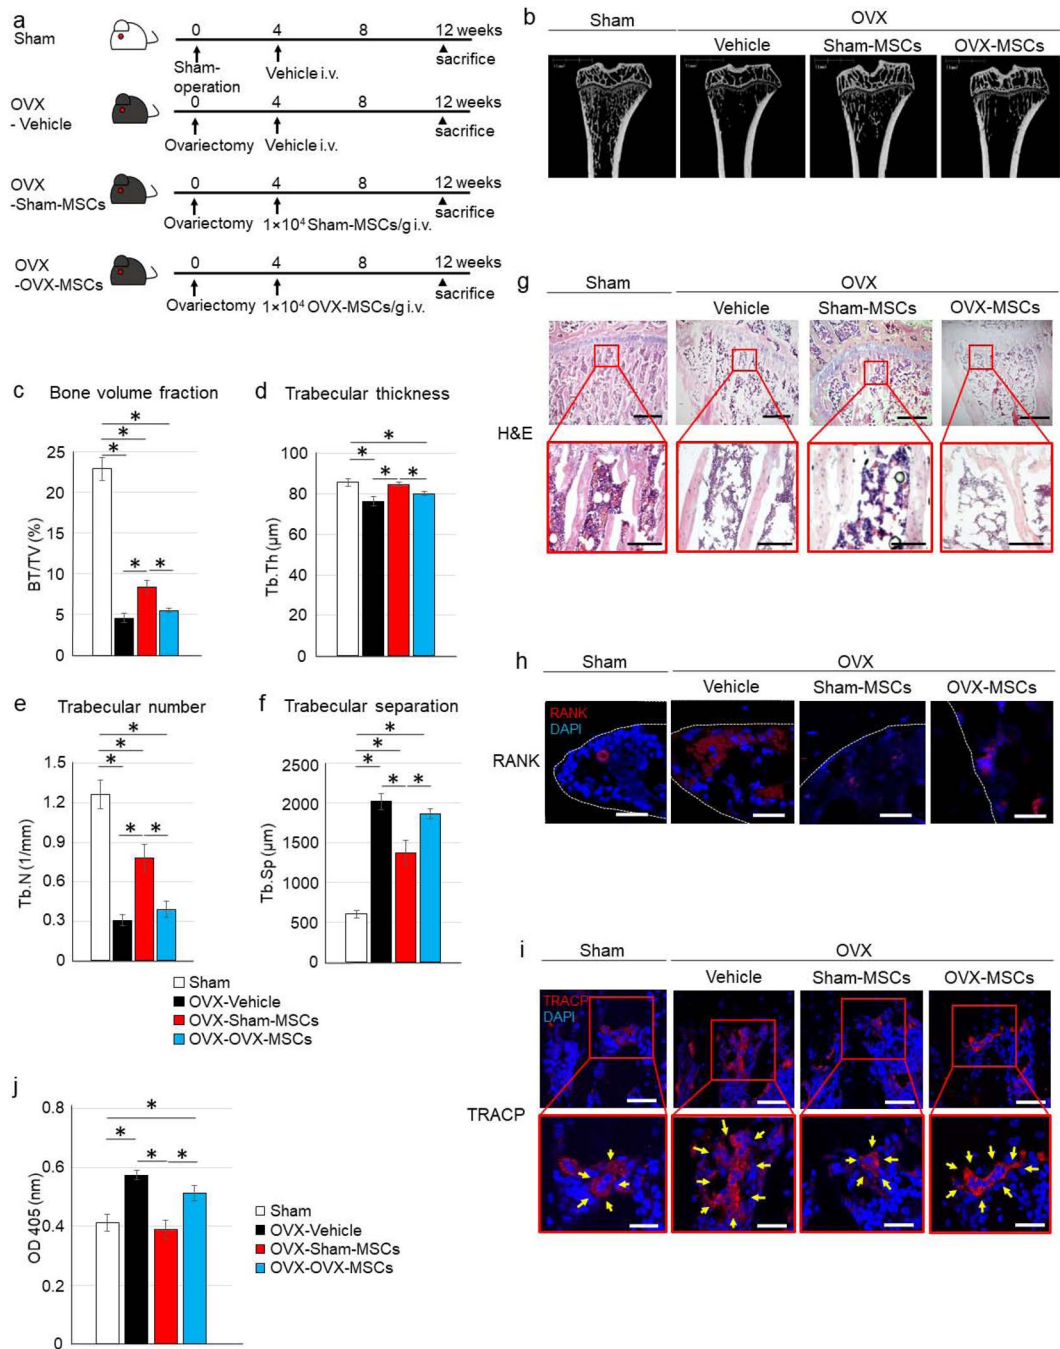 a
Sham
0 4 8 12 weeks
Sham-
operation
Vehicle i.v.
sacrifice
OVX
- Vehicle
0 4 8 12 weeks
Ovariectomy
Vehicle i.v.
sacrifice
OVX
-Sham-MSCs
0 4 8 12 weeks
Ovariectomy
1×10⁴ Sham-MSCs/g i.v.
sacrifice
OVX
-OVX-MSCs
0 4 8 12 weeks
Ovariectomy
1×10⁴ OVX-MSCs/g i.v.
sacrifice
b
Sham OVX
Vehicle Sham-MSCs OVX-MSCs
c Bone volume fraction
BT/TV (%)
25
20
15
10
5
0
* * *
* *
d Trabecular thickness
Tb.Th (μm)
100
80
60
40
20
0
*
*
* *
e Trabecular number
Tb.N (1/mm)
1.5
1.2
0.9
0.6
0.3
0
* * *
* *
f Trabecular separation
Tb.Sp (μm)
2500
2000
1500
1000
500
0
* * *
* *
Sham
OVX-Vehicle
OVX-Sham-MSCs
OVX-OVX-MSCs
g
Sham OVX
Vehicle Sham-MSCs OVX-MSCs
H&E
h
Sham OVX
Vehicle Sham-MSCs OVX-MSCs
RANK
DAPI
RANK
i
Sham OVX
Vehicle Sham-MSCs OVX-MSCs
TRACP
DAPI
TRACP
j
OD 405 (nm)
0.8
0.6
0.4
0.2
0
*
*
* *
Sham
OVX-Vehicle
OVX-Sham-MSCs
OVX-OVX-MSCs